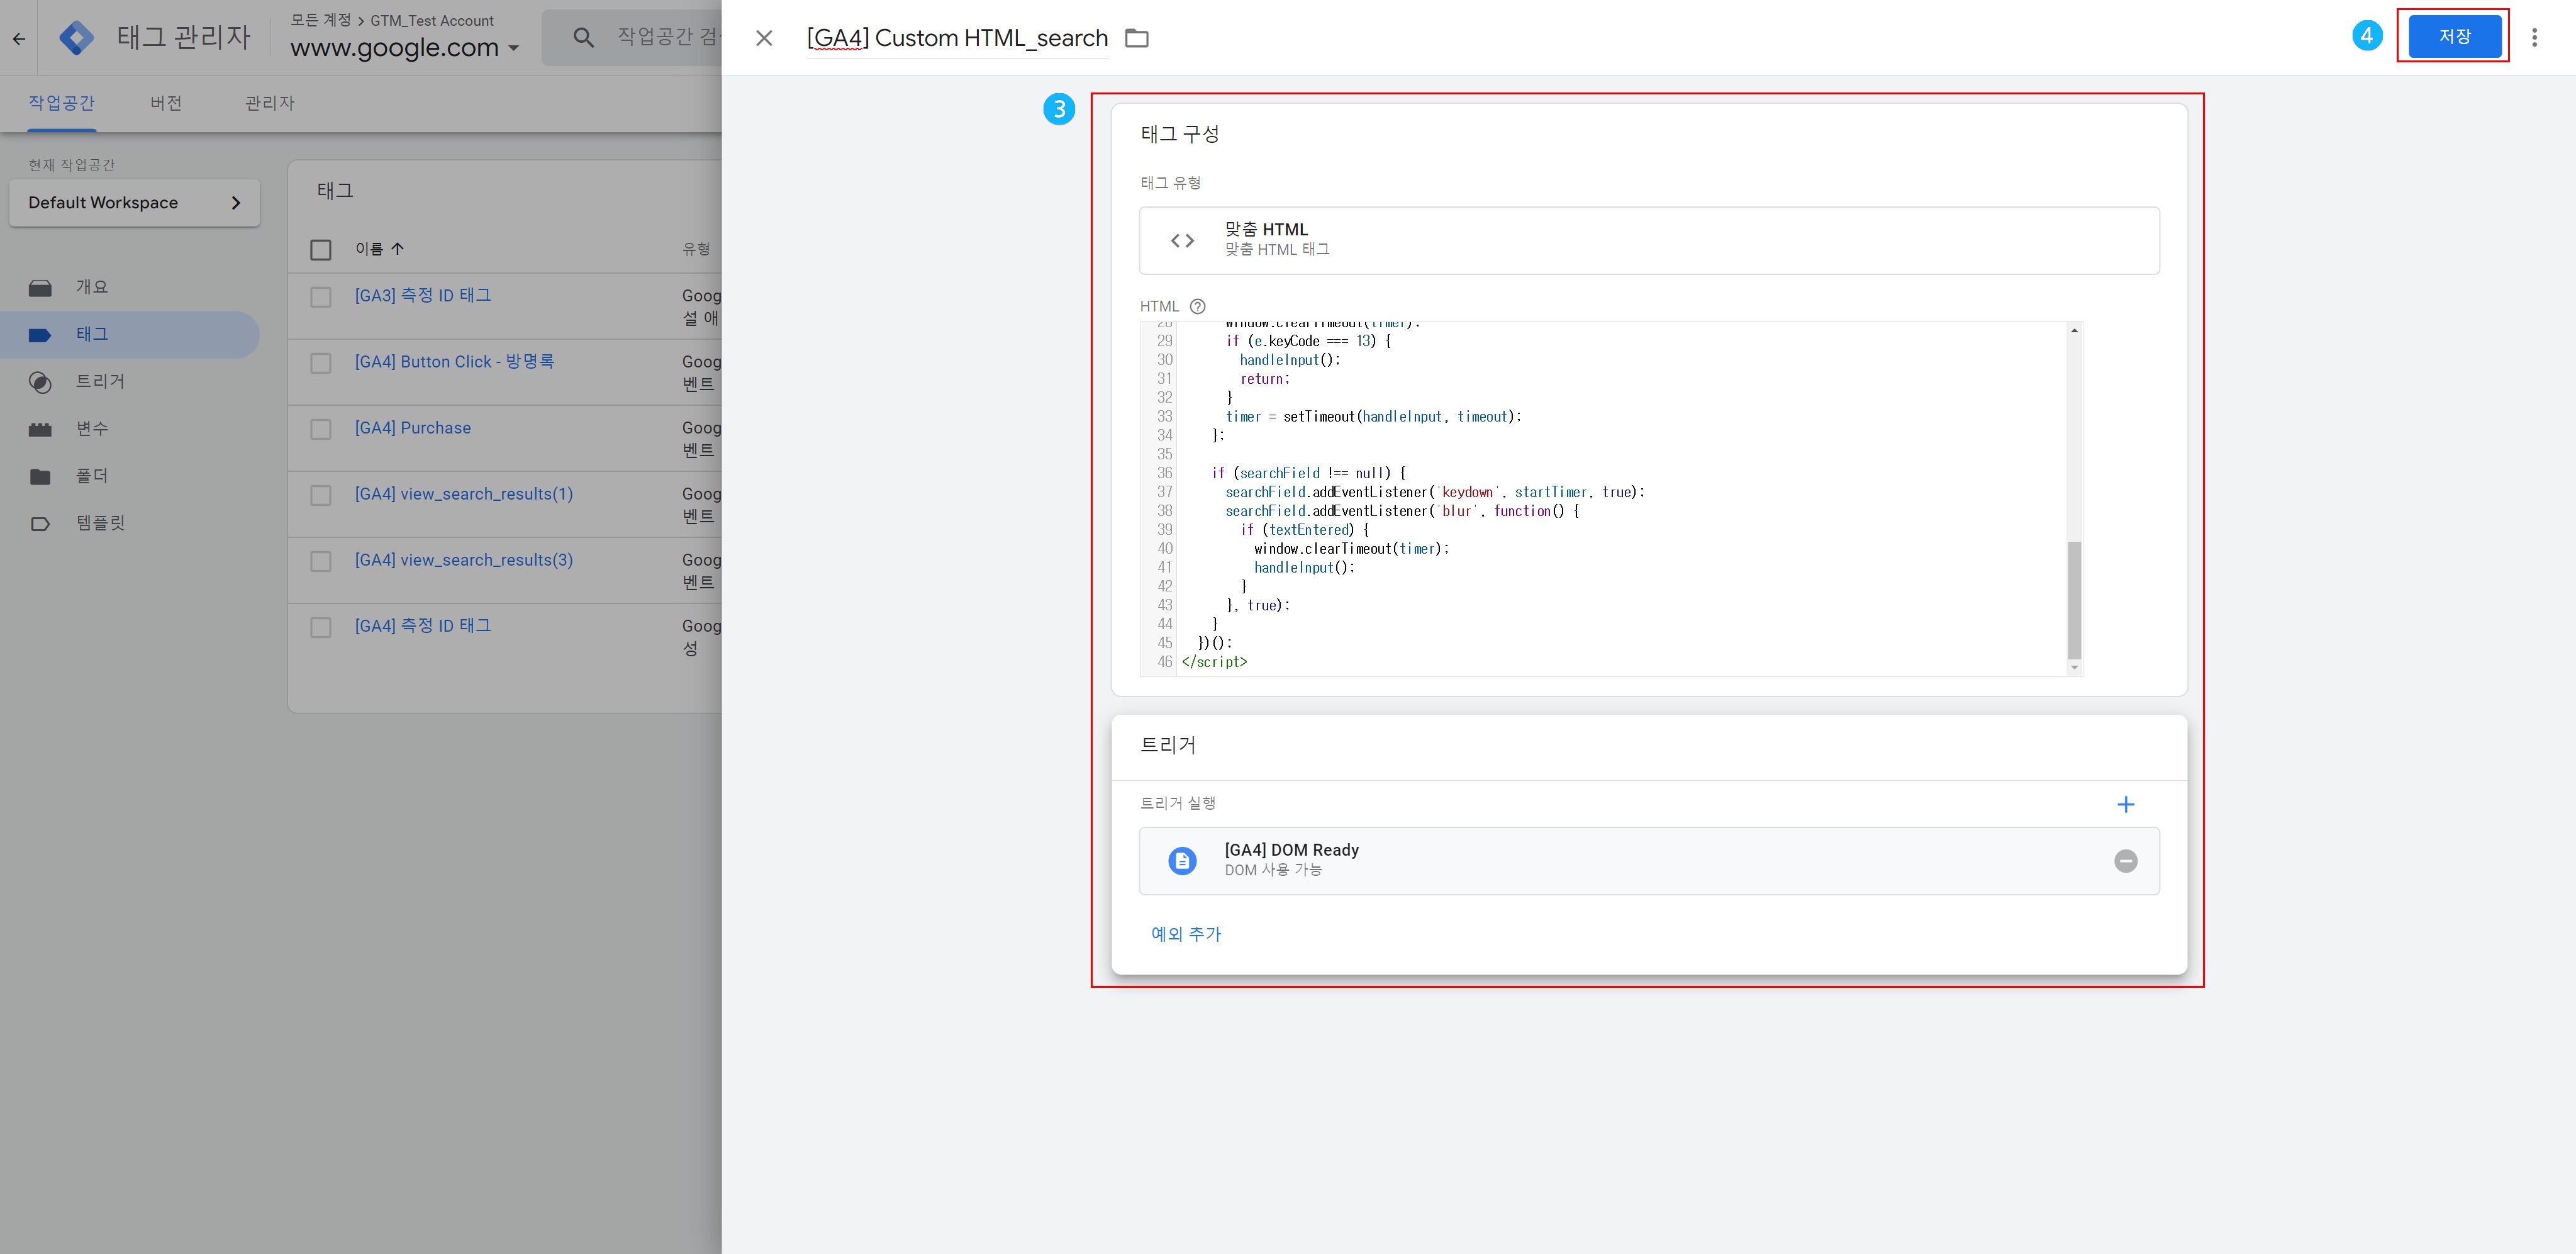 태그 관리자
모든 계정 > GTM_Test Account
www.google.com
작업공간 검
작업공간
버전
관리자
현재 작업공간
Default Workspace
개요
태그
트리거
변수
폴더
템플릿
태그
이름
유형
[GA3] 측정 ID 태그
Goog
설 애
[GA4] Button Click - 방명록
Goog
벤트
[GA4] Purchase
Goog
벤트
[GA4] view_search_results(1)
Goog
벤트
[GA4] view_search_results(3)
Goog
벤트
[GA4] 측정 ID 태그
Goog
성
[GA4] Custom HTML_search
4
저장
3
태그 구성
태그 유형
맞춤 HTML
맞춤 HTML 태그
HTML
28 window.clearTimeout(timer);
29 if (e.keyCode === 13) {
30 handleInput();
31 return;
32 }
33 timer = setTimeout(handleInput, timeout);
34 };
35
36 if (searchField !== null) {
37 searchField.addEventListener('keydown', startTimer, true);
38 searchField.addEventListener('blur', function() {
39 if (textEntered) {
40 window.clearTimeout(timer);
41 handleInput();
42 }
43 }, true);
44 }
45 })();
46 </script>
트리거
트리거 실행
[GA4] DOM Ready
DOM 사용 가능
예외 추가